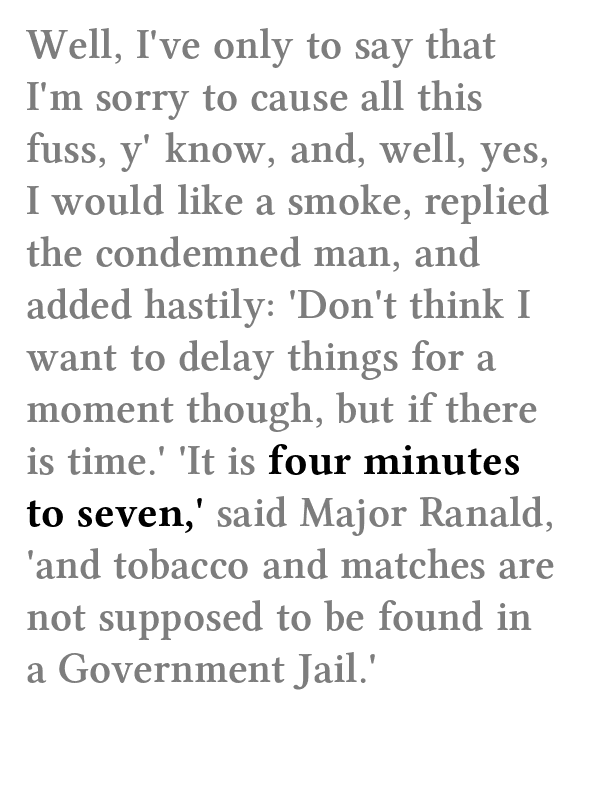 Well, I've only to say that
I'm sorry to cause all this
fuss, y' know, and, well, yes,
I would like a smoke, replied
the condemned man, and
added hastily: 'Don't think I
want to delay things for a
moment though, but if there
is time.' 'It is four minutes
to seven,' said Major Ranald,
'and tobacco and matches are
not supposed to be found in
a Government Jail.'